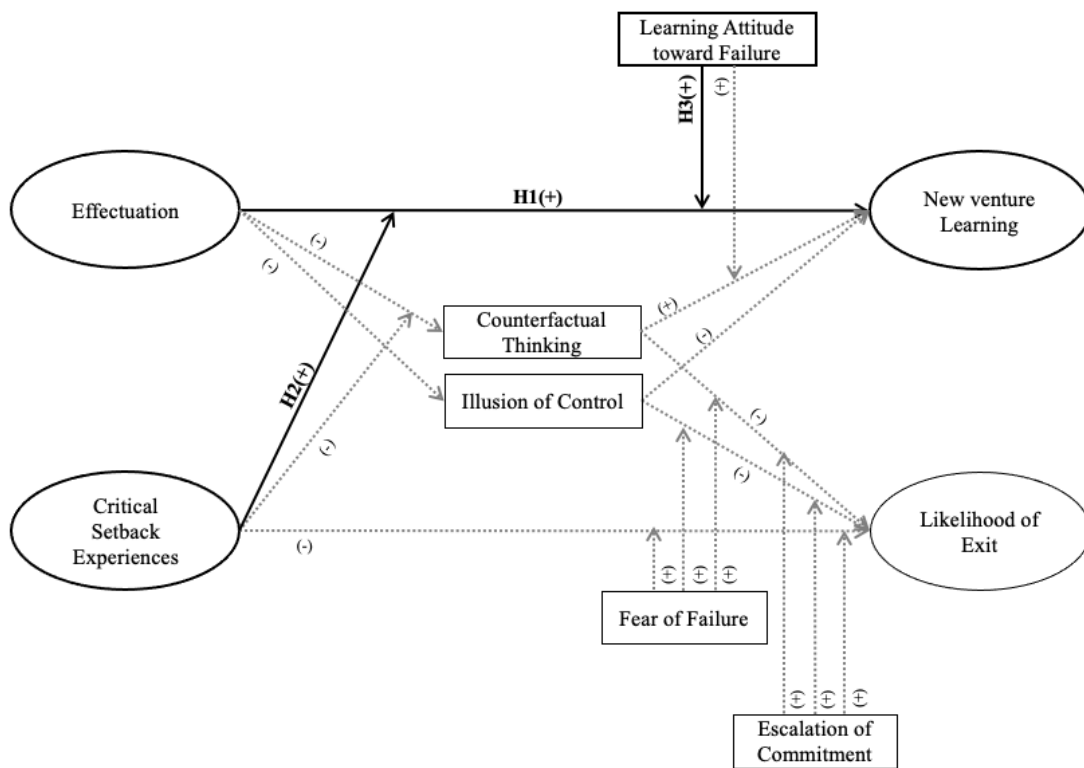 Learning Attitude
toward Failure
H3(+)
(+)
Effectuation
H1(+)
New venture
Learning
(-)
(-)
Counterfactual
Thinking
(+)
(-)
Illusion of Control
H2(+)
(-)
(-)
(-)
Critical
Setback
Experiences
(-)
Likelihood of
Exit
(+)
(+)
(+)
Fear of Failure
(+)
(+)
(+)
Escalation of
Commitment